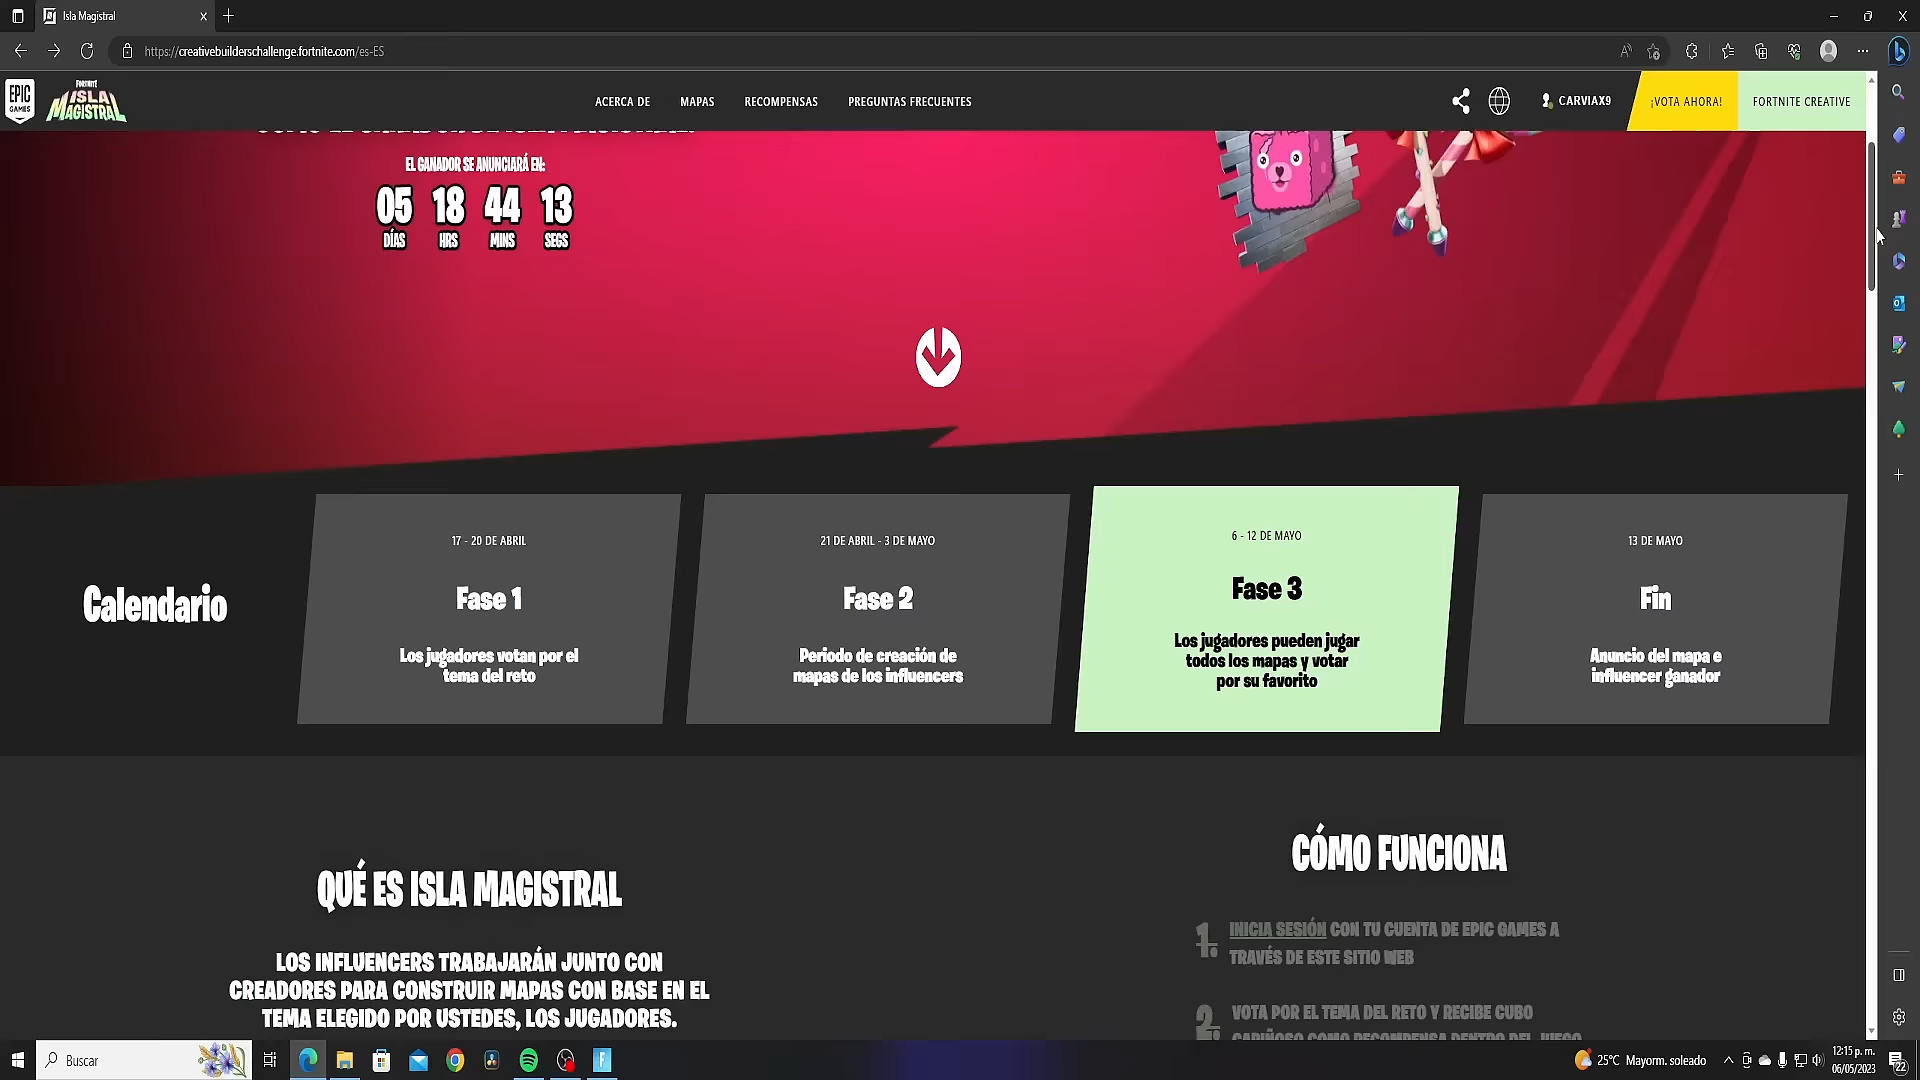 Isla Magistral
https://creativebuilderschallenge.fortnite.com/es-ES
EPIC GAMES
FORTNITE
ISLA MAGISTRAL
ACERCA DE
MAPAS
RECOMPENSAS
PREGUNTAS FRECUENTES
CARVIAX9
¡VOTA AHORA!
FORTNITE CREATIVE
EL GANADOR SE ANUNCIARÁ EN:
05 18 44 13
DÍAS HRS MINS SEGS
Calendario
17 - 20 DE ABRIL
Fase 1
Los jugadores votan por el
tema del reto
21 DE ABRIL - 3 DE MAYO
Fase 2
Periodo de creación de
mapas de los influencers
6 - 12 DE MAYO
Fase 3
Los jugadores pueden jugar
todos los mapas y votar
por su favorito
13 DE MAYO
Fin
Anuncio del mapa e
influencer ganador
QUÉ ES ISLA MAGISTRAL
LOS INFLUENCERS TRABAJARÁN JUNTO CON
CREADORES PARA CONSTRUIR MAPAS CON BASE EN EL
TEMA ELEGIDO POR USTEDES, LOS JUGADORES.
CÓMO FUNCIONA
1. INICIA SESIÓN CON TU CUENTA DE EPIC GAMES A
TRAVÉS DE ESTE SITIO WEB
2. VOTA POR EL TEMA DEL RETO Y RECIBE CUBO
CARIÑOSO COMO RECOMPENSA DENTRO DEL JUEGO
Buscar
25°C Mayorm. soleado
12:15 p. m.
06/05/2023
22